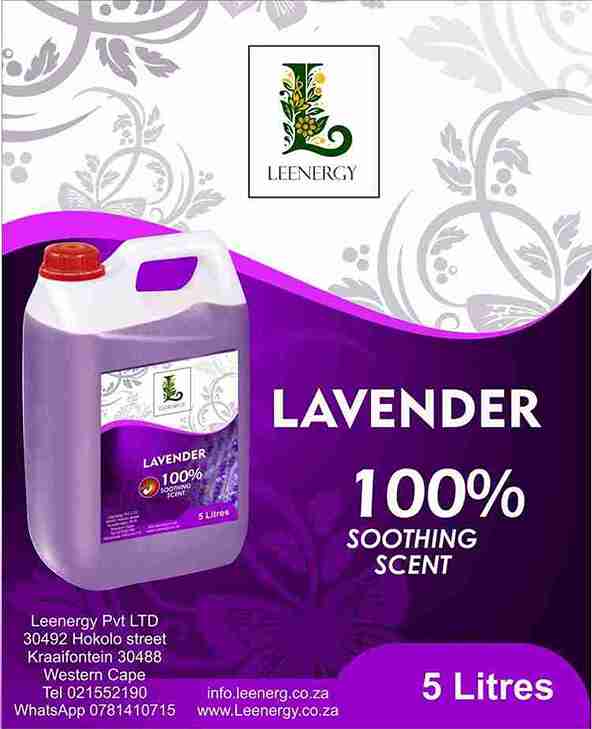 LEENERGY
LAVENDER
100%
SOOTHING
SCENT
LEENERGY
LAVENDER
100%
SOOTHING
SCENT
5 Litres
Leenergy Pvt LTD
30492 Hokolo street
Kraaifontein 30488
Western Cape
Tel 021552190
WhatsApp 0781410715
info.leenerg.co.za
www.Leenergy.co.za
5 Litres